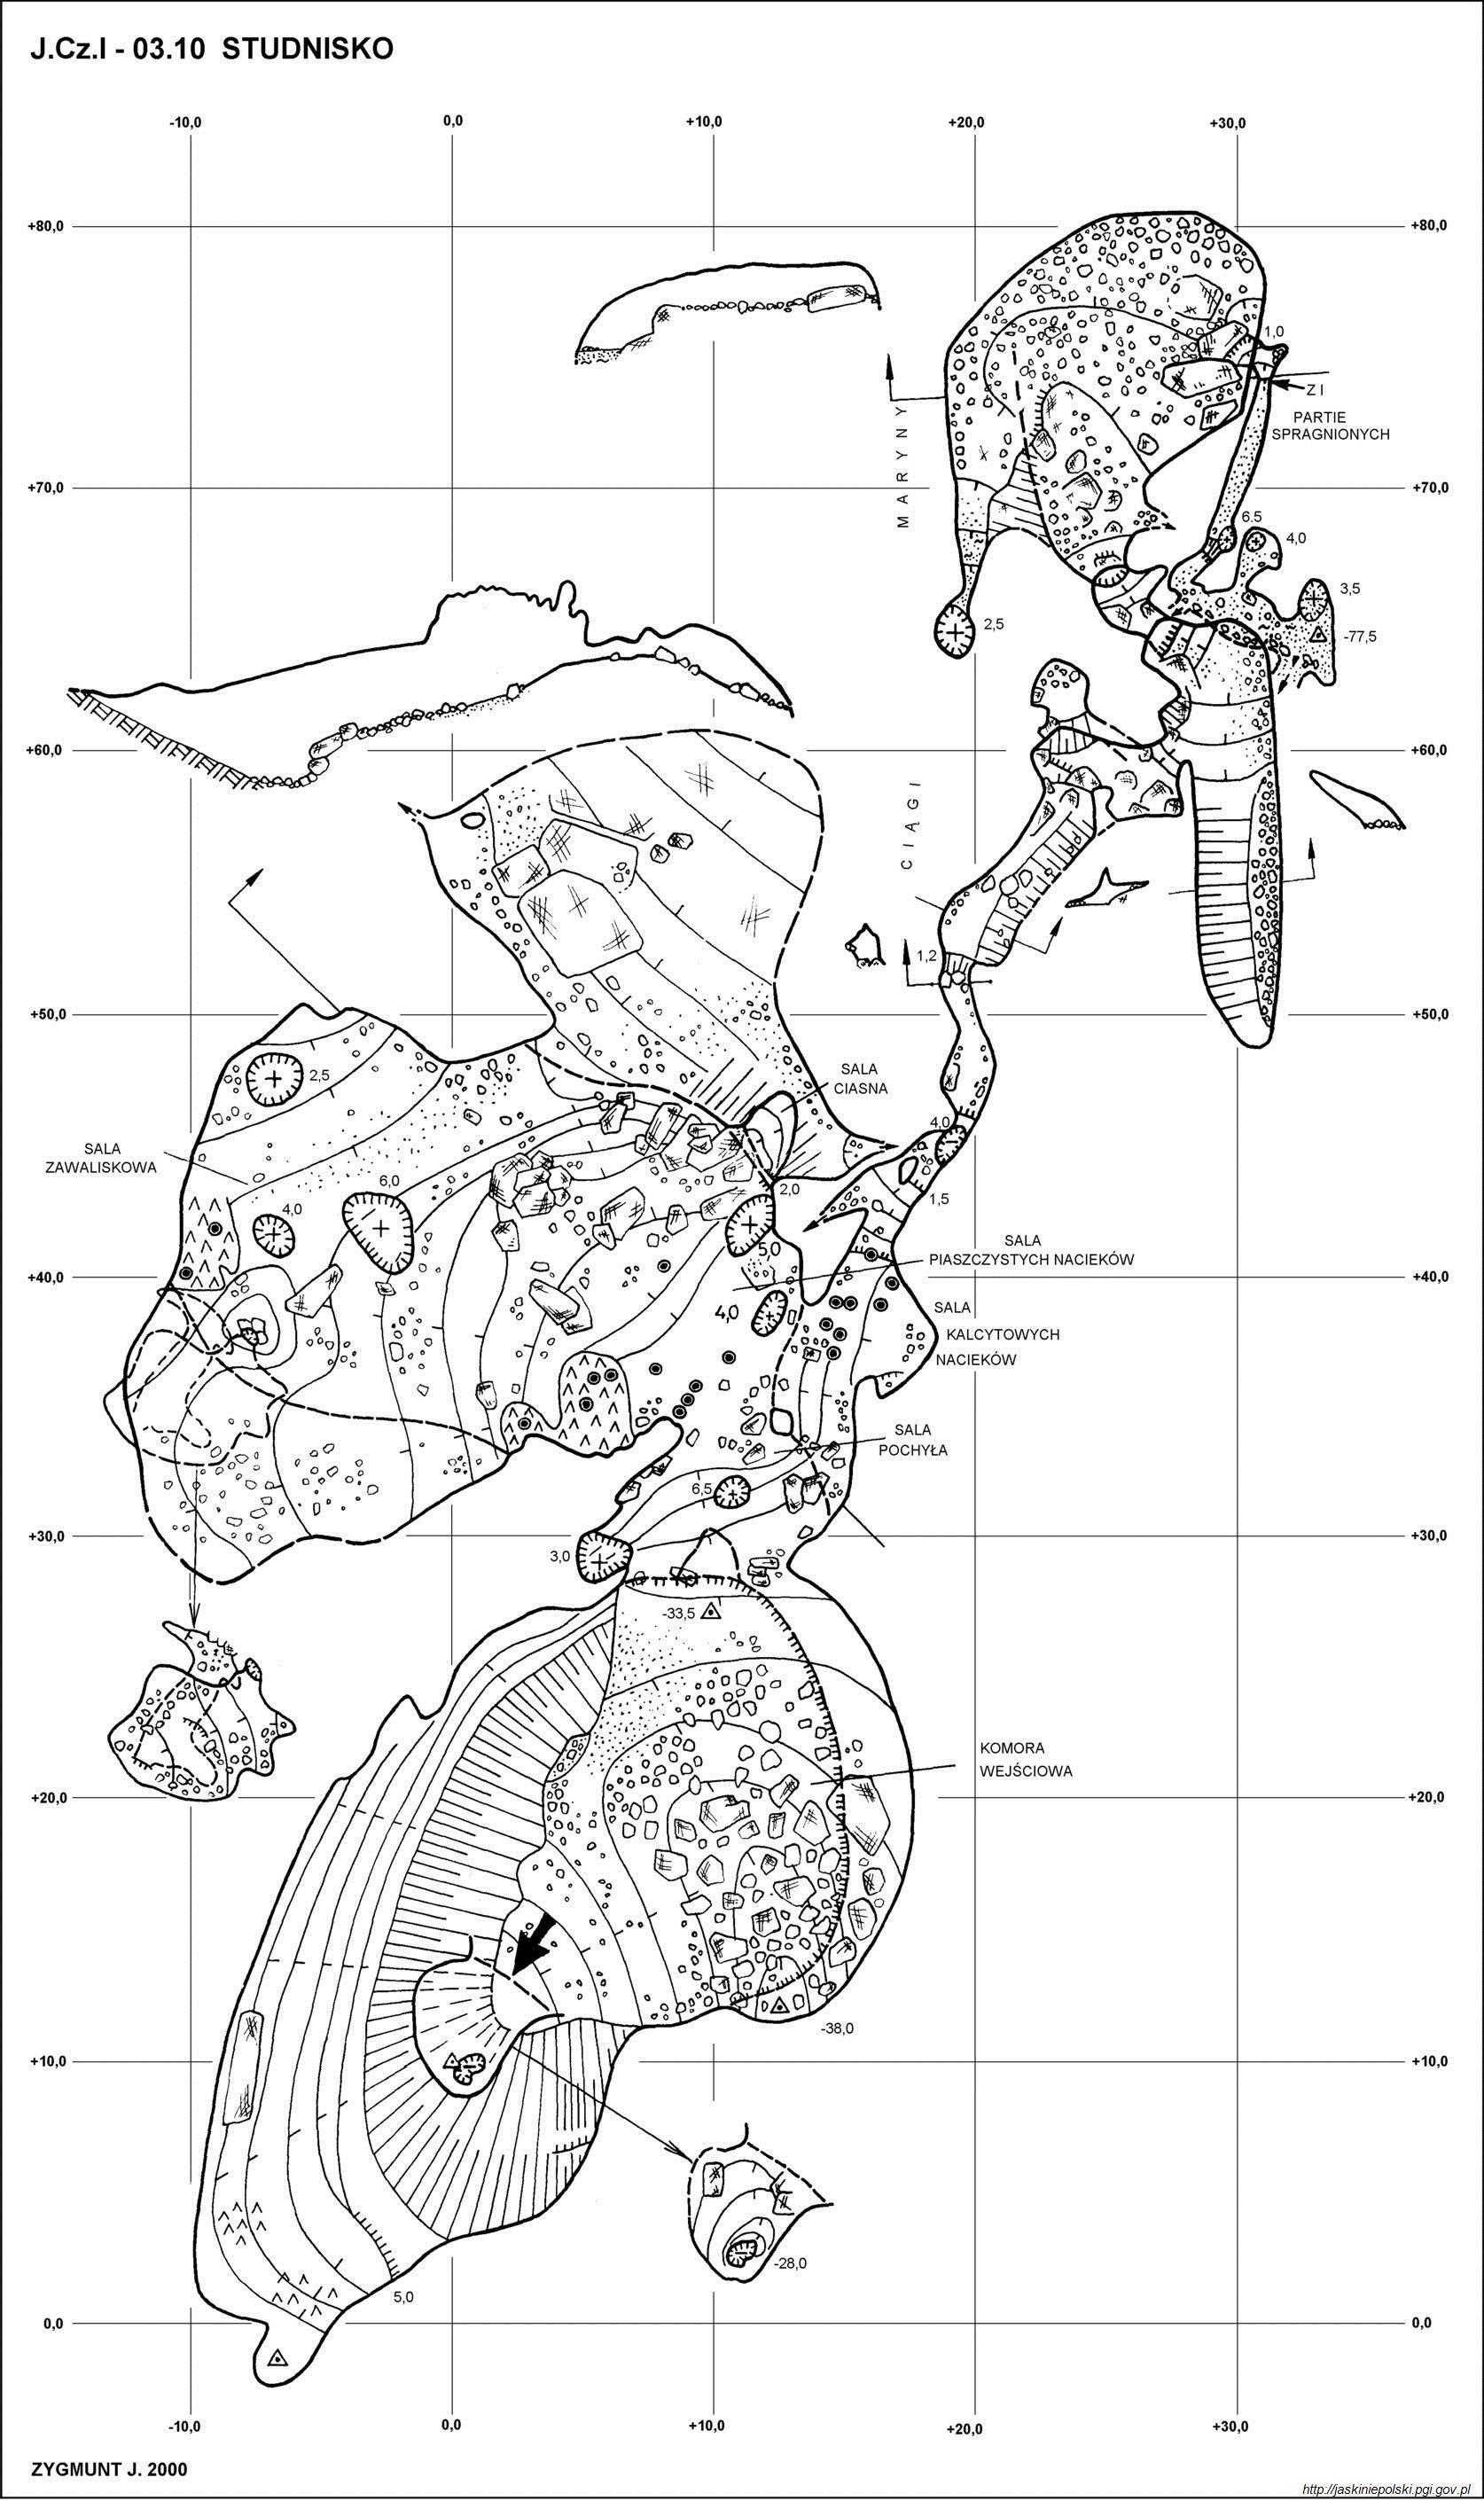 J.Cz.I - 03.10 STUDNISKO
-10,0 0,0 +10,0 +20,0 +30,0
+80,0 +80,0
1,0
Z I
PARTIE
SPRAGNIONYCH
MARYNY
+70,0 +70,0
6.5
4,0
3,5
2,5
-77,5
+60,0 +60,0
CIAGI
1,2
+50,0 +50,0
SALA
CIASNA
2,5
4,0
SALA
ZAWALISKOWA
6,0
2,0
1,5
4,0
50
SALA
PIASZCZYSTYCH NACIEKÓW
+40,0 +40,0
4,0
SALA
KALCYTOWYCH
NACIEKÓW
SALA
POCHYŁA
6,5
+30,0 +30,0
3,0
-33,5
KOMORA
WEJŚCIOWA
+20,0 +20,0
-38,0
+10,0 +10,0
-28,0
5,0
0,0 0,0
-10,0 0,0 +10,0 +20,0 +30,0
ZYGMUNT J. 2000
http://jaskiniepolski.pgi.gov.pl